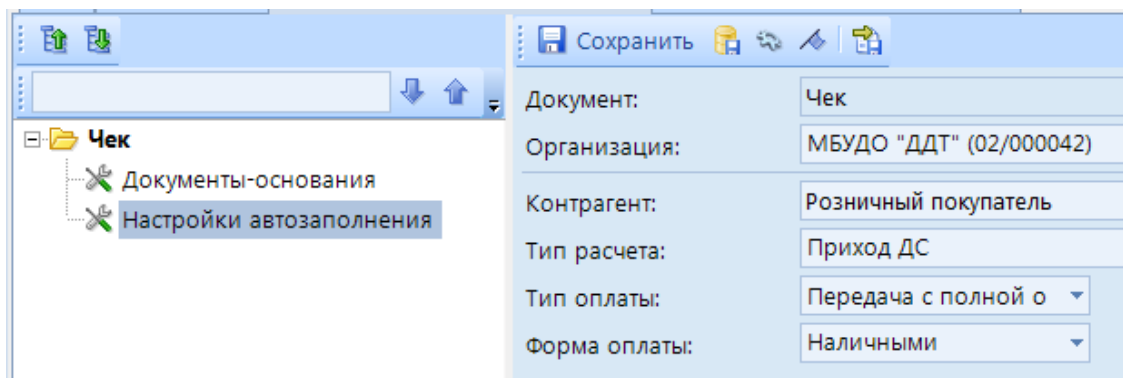 Чек
Документы-основания
Настройки автозаполнения
Сохранить
Документ: Чек
Организация: МБУДО "ДДТ" (02/000042)
Контрагент: Розничный покупатель
Тип расчета: Приход ДС
Тип оплаты: Передача с полной о
Форма оплаты: Наличными